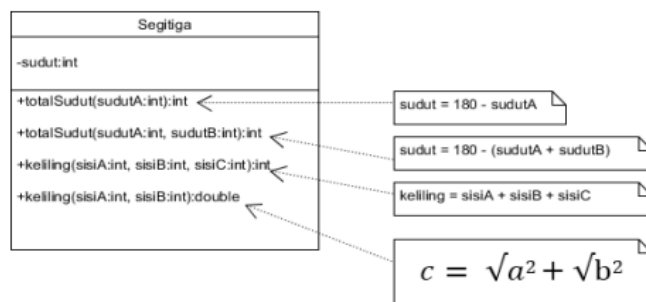 Segitiga
-sudut:int
+totalSudut(sudutA:int):int
+totalSudut(sudutA:int, sudutB:int):int
+keliling(sisiA:int, sisiB:int, sisiC:int):int
+keliling(sisiA:int, sisiB:int):double
sudut = 180 - sudutA
sudut = 180 - (sudutA + sudutB)
keliling = sisiA + sisiB + sisiC
c = √a² + √b²